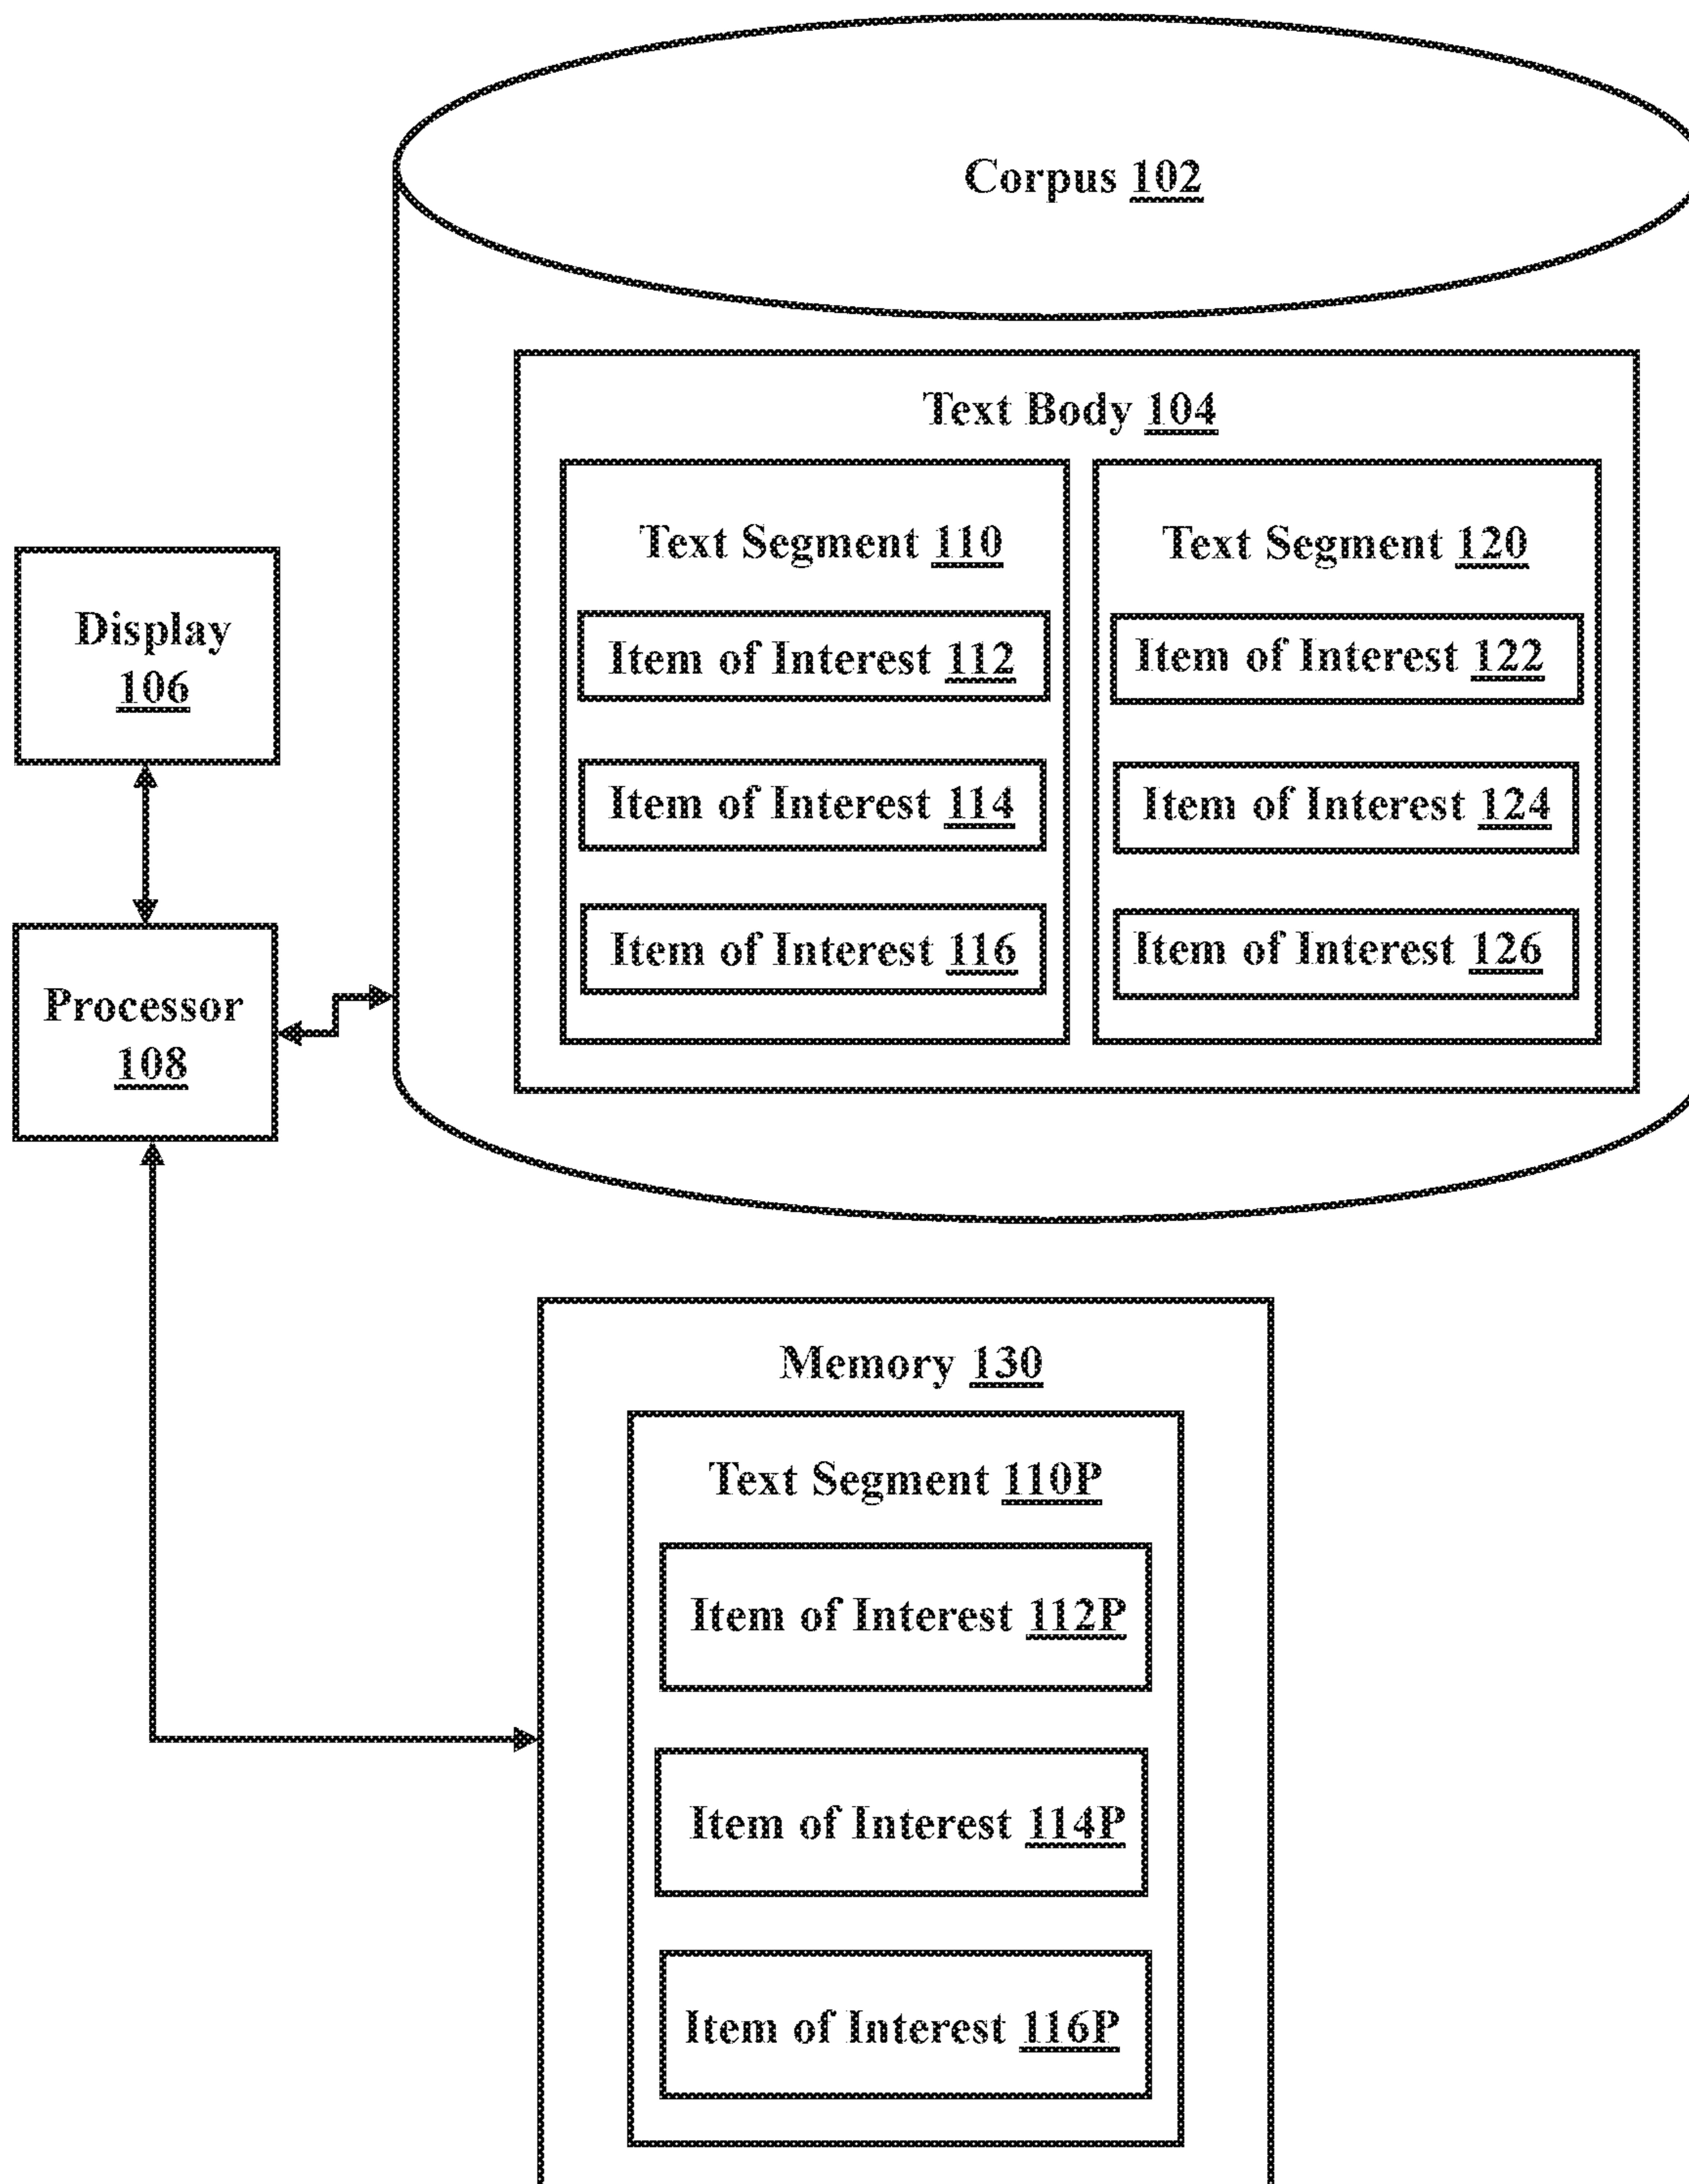 Corpus 102
Text Body 104
Text Segment 110
Item of Interest 112
Item of Interest 114
Item of Interest 116
Text Segment 120
Item of Interest 122
Item of Interest 124
Item of Interest 126
Display
106
Processor
108
Memory 130
Text Segment 110P
Item of Interest 112P
Item of Interest 114P
Item of Interest 116P